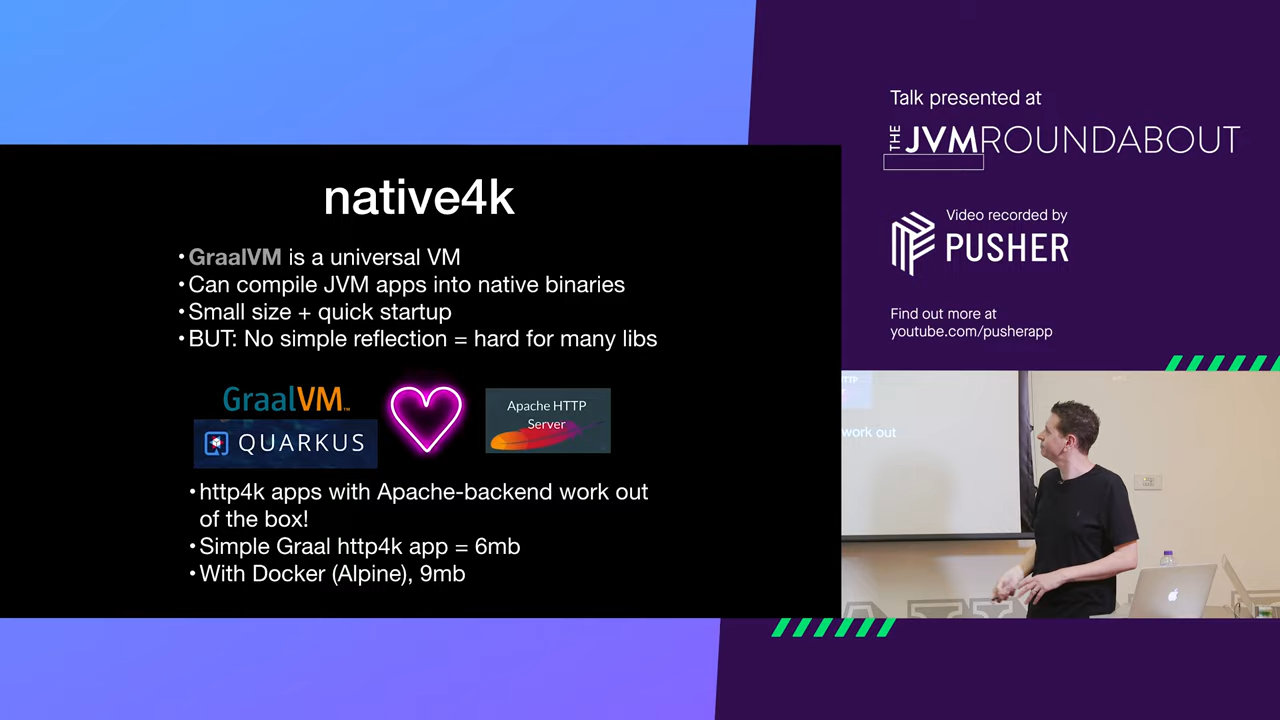 native4k
•GraalVM is a universal VM
•Can compile JVM apps into native binaries
•Small size + quick startup
•BUT: No simple reflection = hard for many libs
GraalVM™
QUARKUS
Apache HTTP
Server
•http4k apps with Apache-backend work out
of the box!
•Simple Graal http4k app = 6mb
•With Docker (Alpine), 9mb
Talk presented at
THE JVMROUNDABOUT
Video recorded by
PUSHER
Find out more at
youtube.com/pusherapp
work out